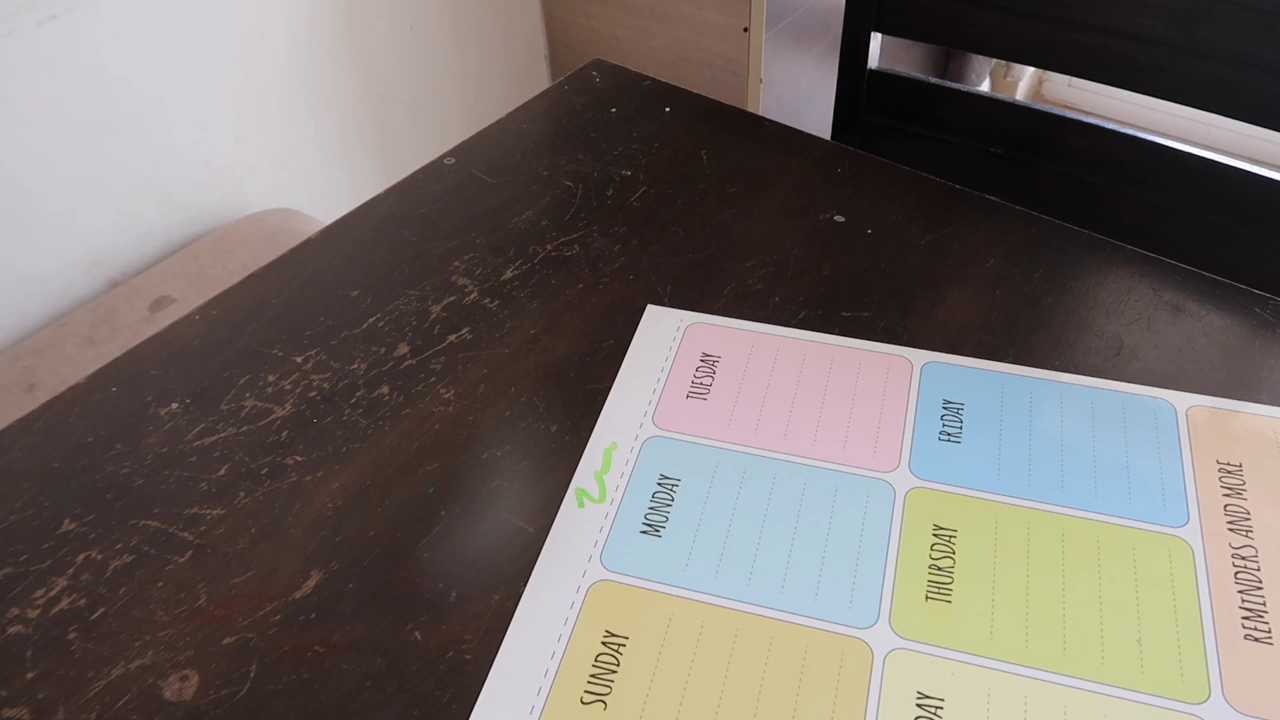 TUESDAY
FRIDAY
MONDAY
THURSDAY
REMINDERS AND MORE
SUNDAY